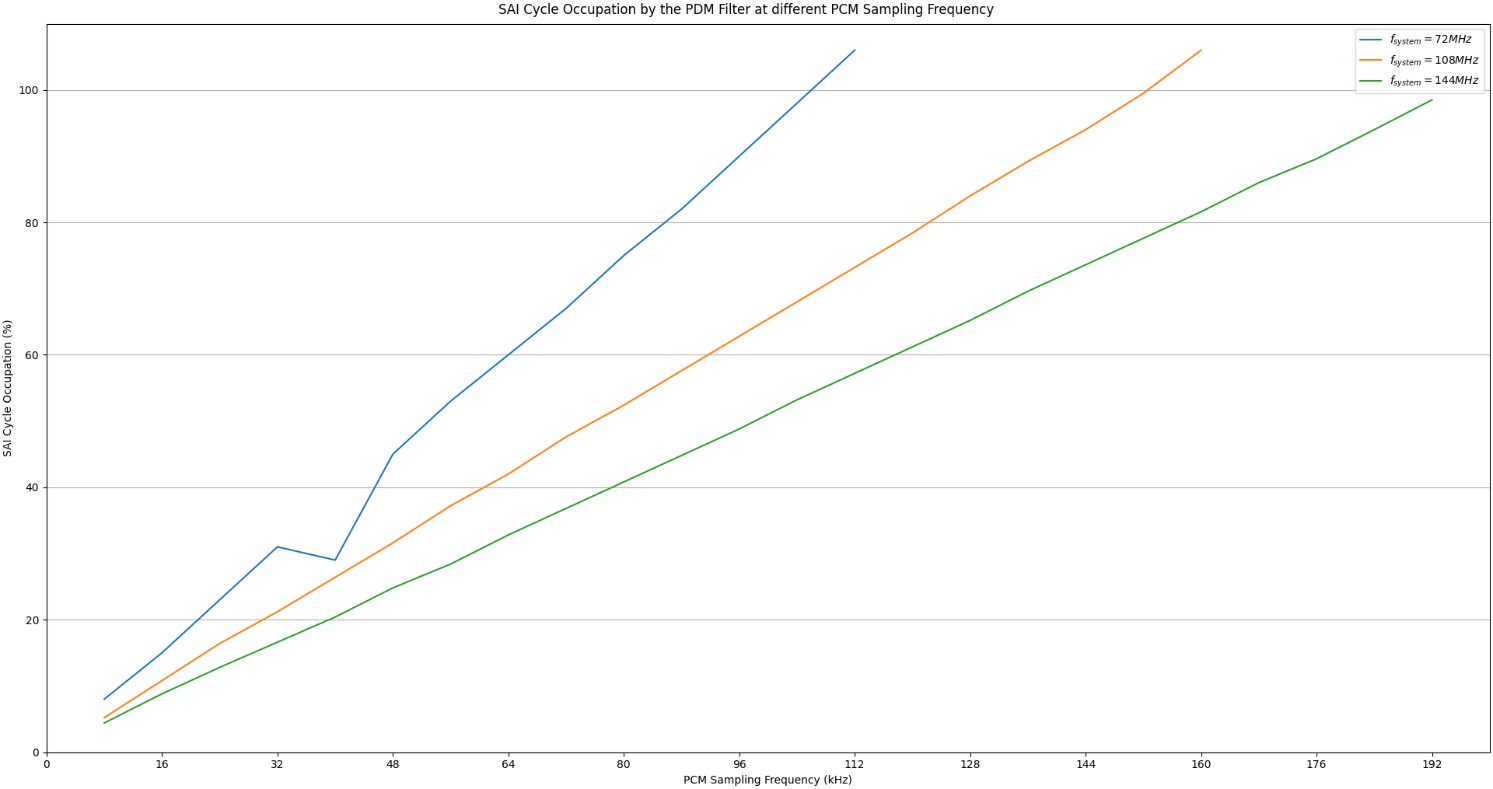 SAI Cycle Occupation by the PDM Filter at different PCM Sampling Frequency
f_system = 72MHz
f_system = 108MHz
f_system = 144MHz
100
80
60
40
20
0
SAI Cycle Occupation (%)
0 16 32 48 64 80 96 112 128 144 160 176 192
PCM Sampling Frequency (kHz)